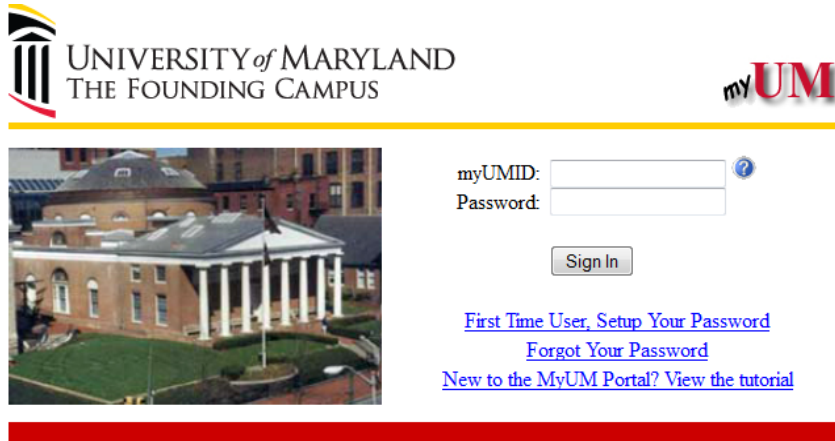 UNIVERSITY of MARYLAND
THE FOUNDING CAMPUS
myUM
myUMID:
?
Password:
Sign In
First Time User, Setup Your Password
Forgot Your Password
New to the MyUM Portal? View the tutorial